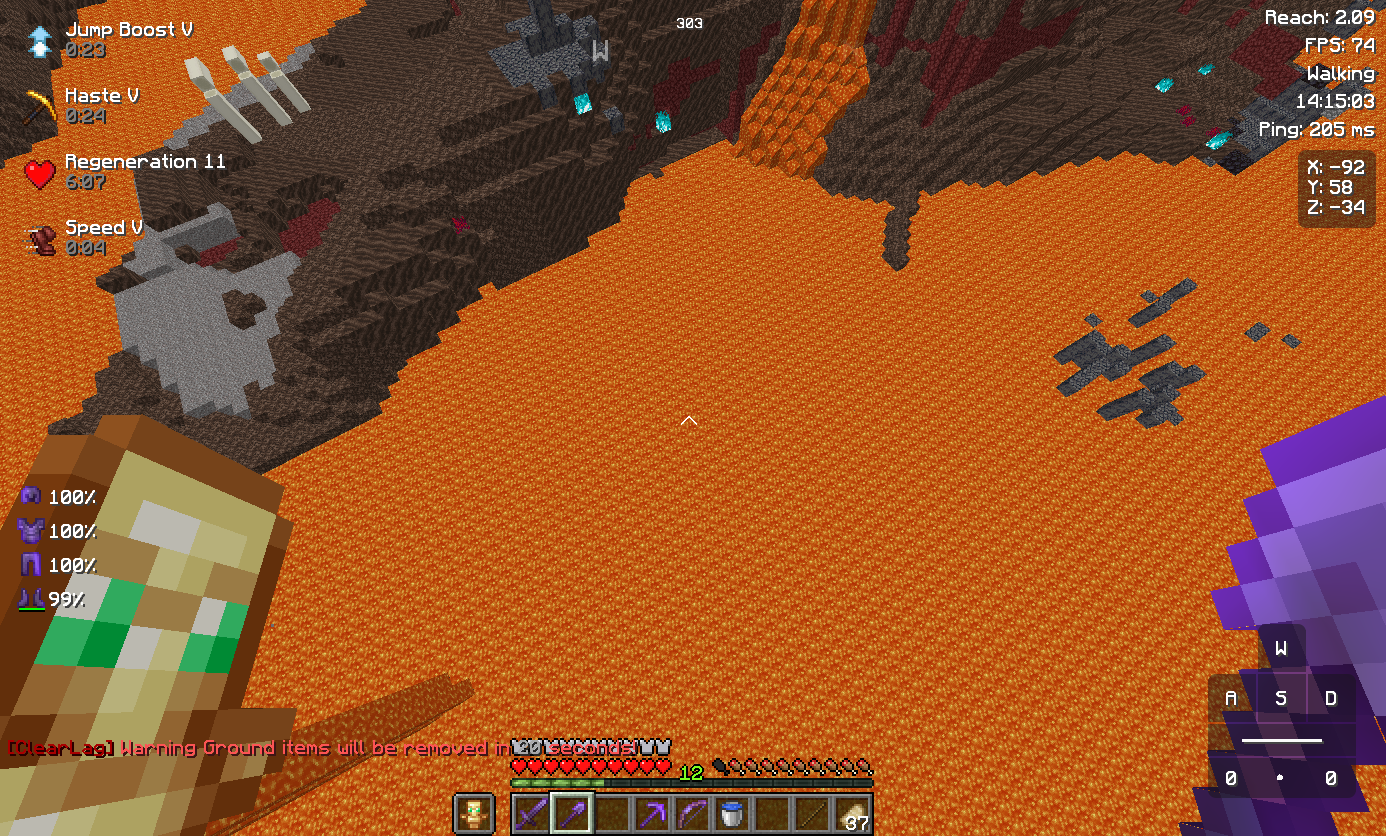 Jump Boost V
0:23
Haste V
0:24
Regeneration 11
6:07
Speed V
0:04
303
W
Reach: 2.09
FPS: 74
Walking
14:15:03
Ping: 205 ms
X: -92
Y: 58
Z: -34
100%
100%
100%
99%
[ClearLag] Warning Ground items will be removed in 20 seconds!
12
37
W
A S D
0 • 0